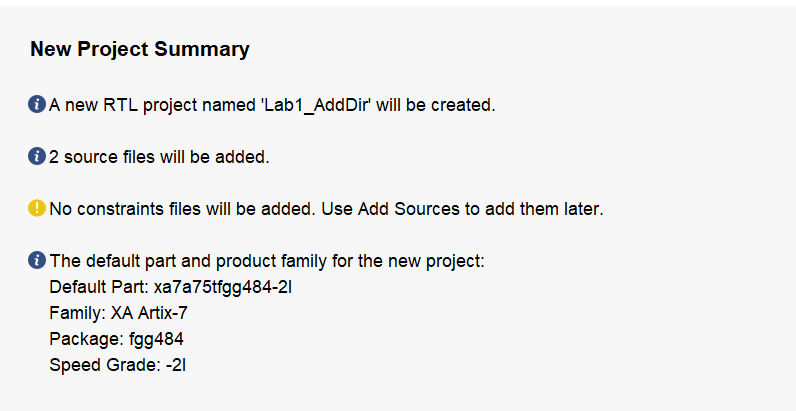 New Project Summary
A new RTL project named 'Lab1_AddDir' will be created.
2 source files will be added.
No constraints files will be added. Use Add Sources to add them later.
The default part and product family for the new project:
Default Part: xa7a75tfgg484-2I
Family: XA Artix-7
Package: fgg484
Speed Grade: -2I